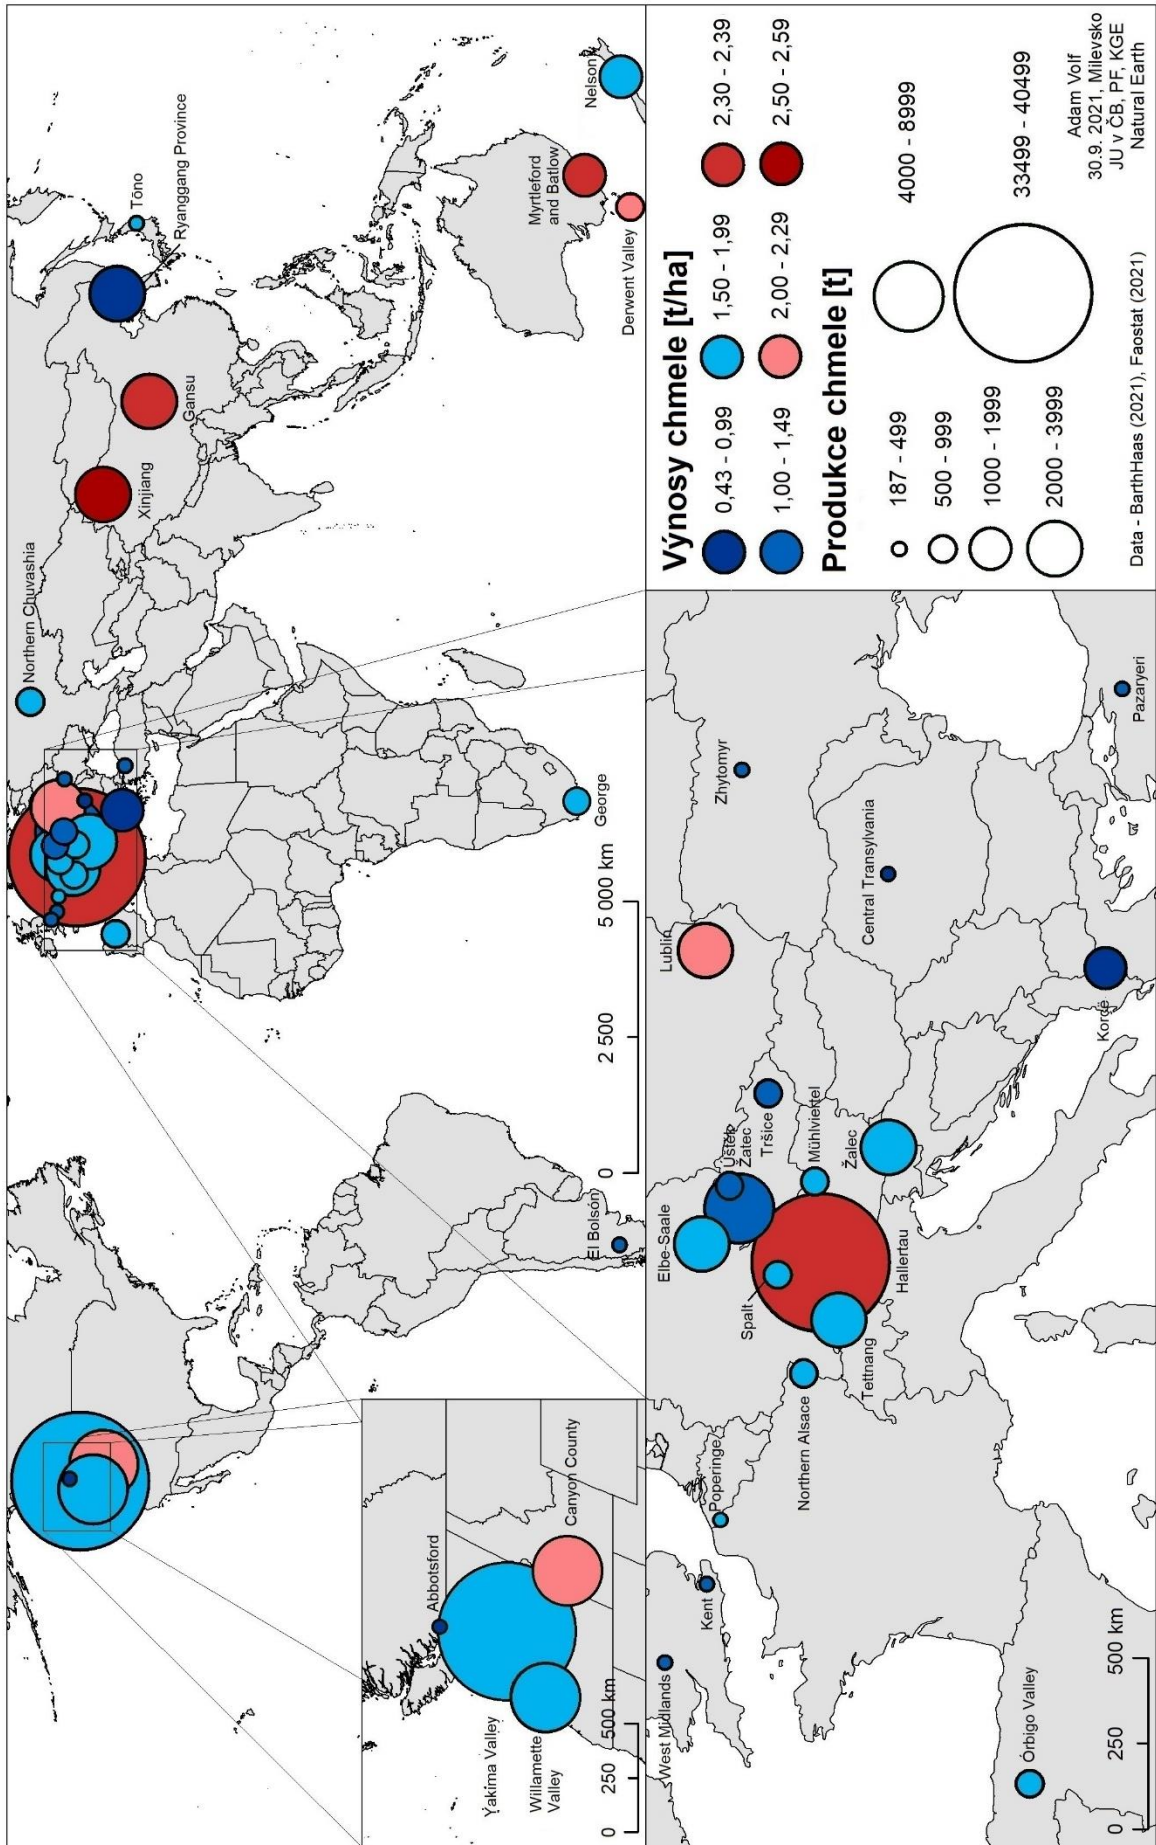 Northern Chuvashia
Xinjiang
Gansu
Tōno
Ryanggang Province
George
Myrtleford
and Batlow
Derwent Valley
Nelson
El Bolsón
0
2 500
5 000 km
Abbotsford
Yakima Valley
Willamette
Valley
Canyon County
0
250
500 km
West Midlands
Kent
Poperinge
Northern Alsace
Órbigo Valley
Elbe-Saale
Spalt
Tettnang
Hallertau
Úštěk
Žatec
Tršice
Mühlviertel
Žalec
Lublin
Zhytomyr
Central Transylvania
Korcë
Pazaryeri
0
250
500 km
Výnosy chmele [t/ha]
0,43 - 0,99
1,50 - 1,99
2,30 - 2,39
1,00 - 1,49
2,00 - 2,29
2,50 - 2,59
Produkce chmele [t]
187 - 499
500 - 999
1000 - 1999
2000 - 3999
4000 - 8999
33499 - 40499
Adam Volf
30.9. 2021, Milevsko
JU v ČB, PF, KGE
Natural Earth
Data - BarthHaas (2021), Faostat (2021)